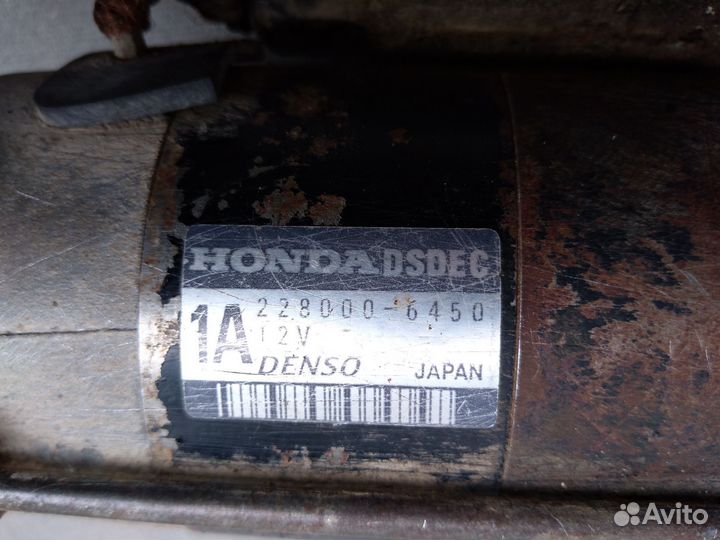 HONDA DSDEC
1A 228000-6450
12V
DENSO JAPAN
Avito